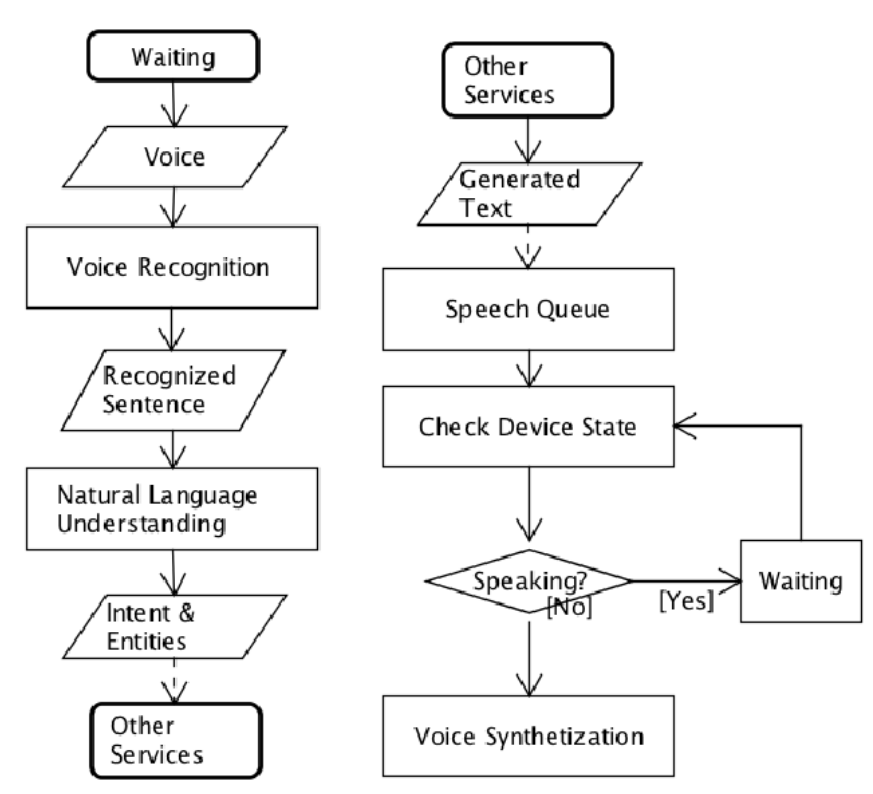 Waiting
Voice
Voice Recognition
Recognized
Sentence
Natural Language
Understanding
Intent &
Entities
Other
Services
Other
Services
Generated
Text
Speech Queue
Check Device State
Speaking?
[No]
[Yes]
Waiting
Voice Synthetization